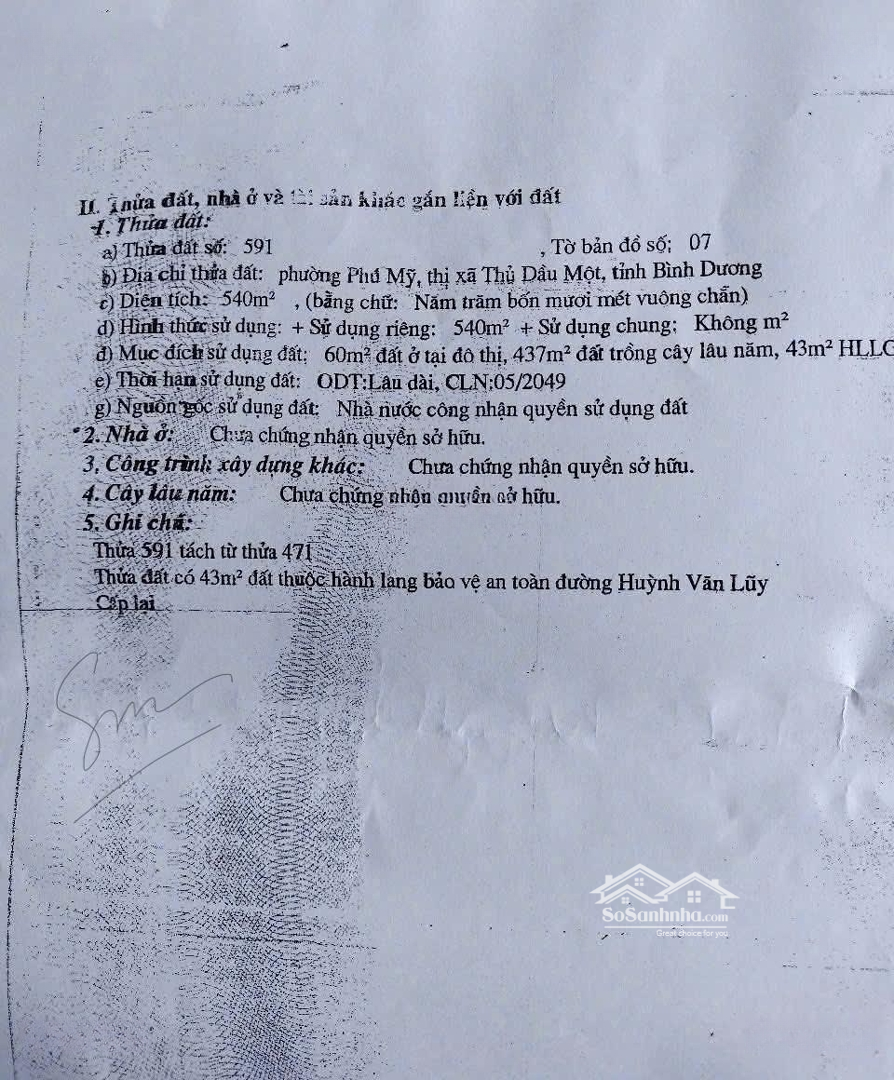 II. Thửa đất, nhà ở và tài sản khác gắn liền với đất
1. Thửa đất:
a) Thửa đất số: 591 , Tờ bản đồ số: 07
b) Địa chỉ thửa đất: phường Phú Mỹ, thị xã Thủ Dầu Một, tỉnh Bình Dương
c) Diện tích: 540m² , (bằng chữ: Năm trăm bốn mươi mét vuông chẵn)
d) Hình thức sử dụng: + Sử dụng riêng: 540m² + Sử dụng chung: Không m²
đ) Mục đích sử dụng đất: 60m² đất ở tại đô thị, 437m² đất trồng cây lâu năm, 43m² HLLG
e) Thời hạn sử dụng đất: ODT:Lâu dài, CLN:05/2049
g) Nguồn gốc sử dụng đất: Nhà nước công nhận quyền sử dụng đất
2. Nhà ở: Chưa chứng nhận quyền sở hữu.
3. Công trình xây dựng khác: Chưa chứng nhận quyền sở hữu.
4. Cây lâu năm: Chưa chứng nhận quyền sở hữu.
5. Ghi chú:
Thửa 591 tách từ thửa 471
Thửa đất có 43m² đất thuộc hành lang bảo vệ an toàn đường Huỳnh Văn Lũy
Cấp lại
SoSanhnha.com
Great choice for you